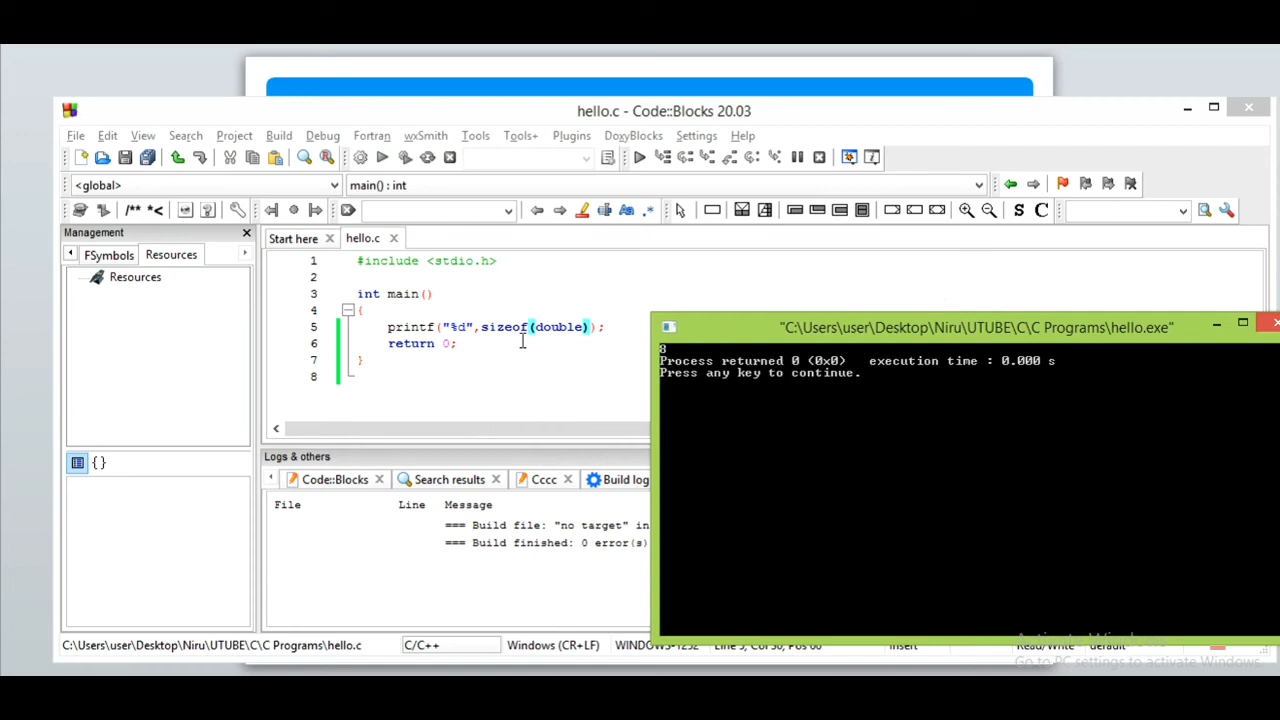 hello.c - Code::Blocks 20.03
File Edit View Search Project Build Debug Fortran wxSmith Tools Tools+ Plugins DoxyBlocks Settings Help
<global> main() : int
/** *< Aa .* S C
Management
FSymbols Resources
Resources
Start here hello.c
1 #include <stdio.h>
2
3 int main()
4 {
5 printf("%d",sizeof(double));
6 return 0;
7 }
8
"C:\Users\user\Desktop\Niru\UTUBE\C\C Programs\hello.exe"
8
Process returned 0 (0x0) execution time : 0.000 s
Press any key to continue.
{}
Logs & others
Code::Blocks Search results Cccc Build log
File Line Message
=== Build file: "no target" in
=== Build finished: 0 error(s)
C:\Users\user\Desktop\Niru\UTUBE\C\C Programs\hello.c C/C++ Windows (CR+LF)
Activate Windows
Go to PC settings to activate Windows.